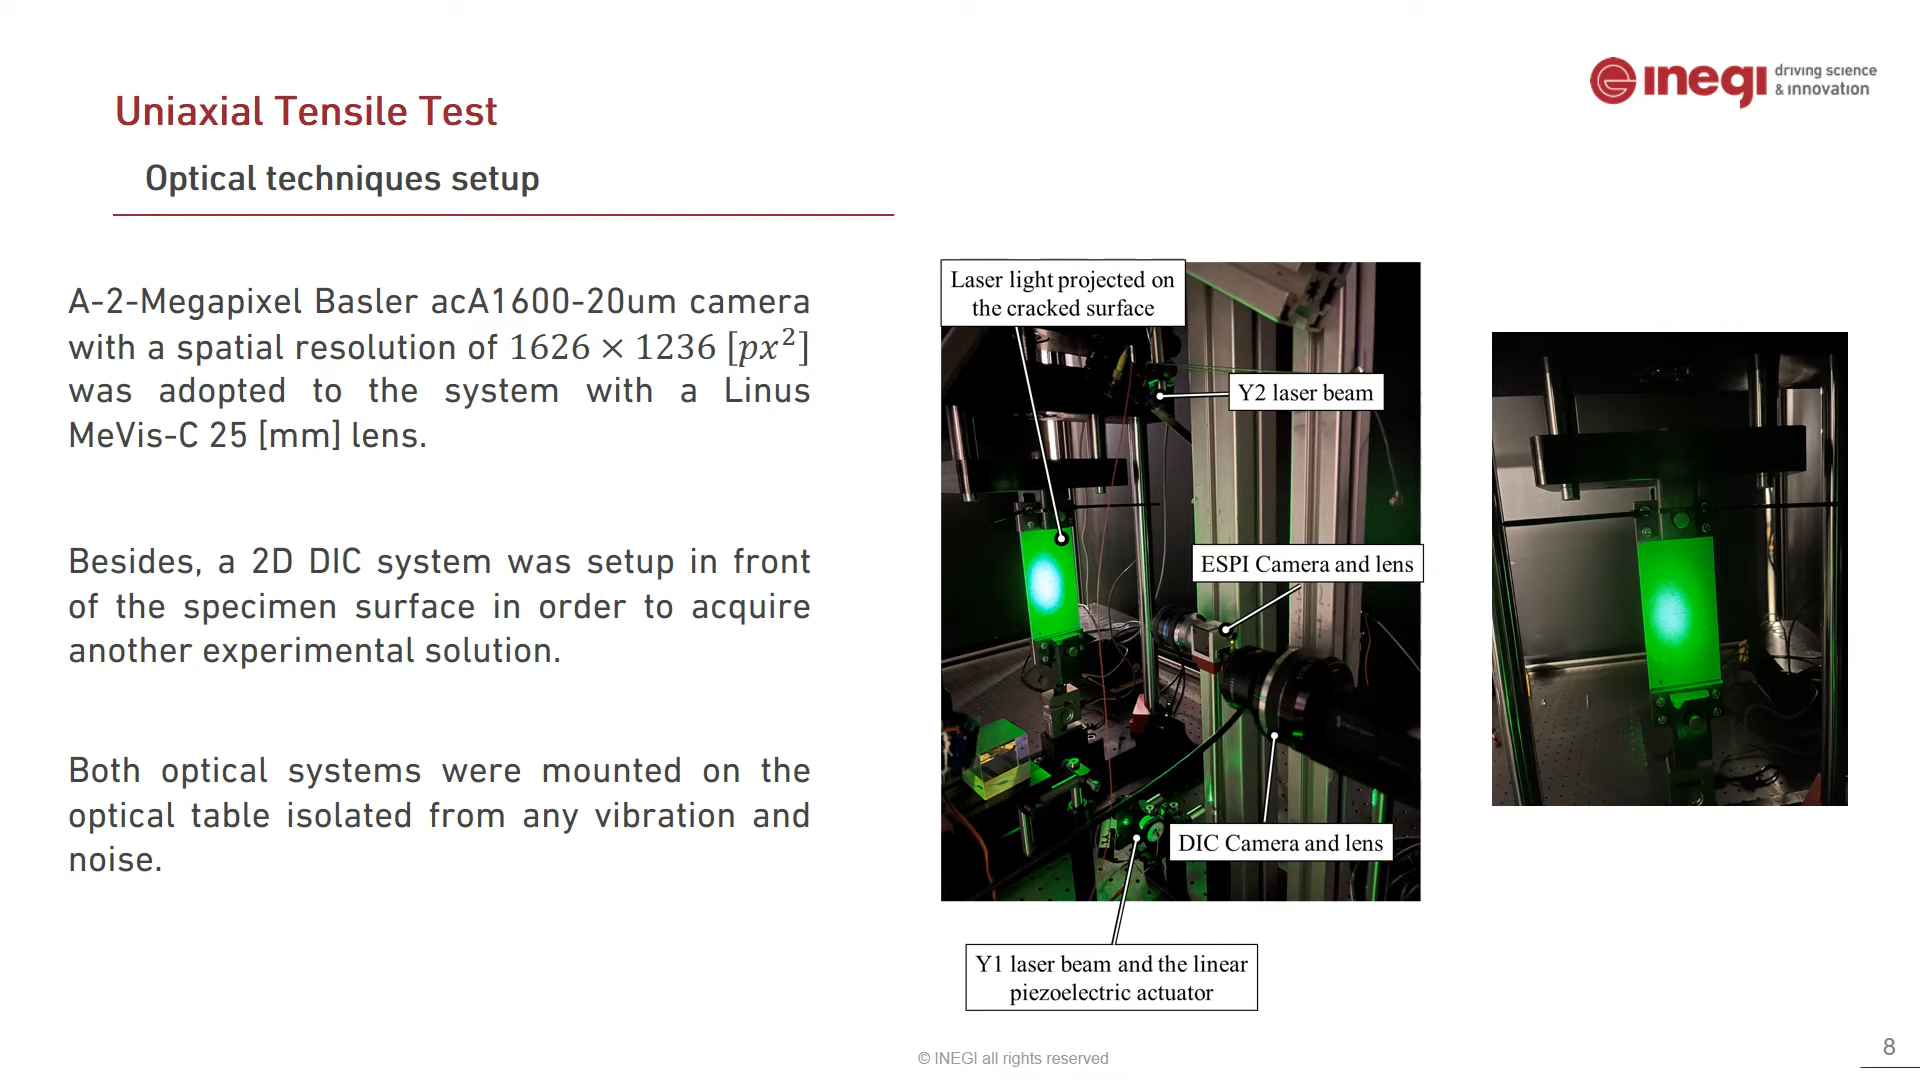 inegi driving science
& innovation
Uniaxial Tensile Test
Optical techniques setup
A-2-Megapixel Basler acA1600-20um camera
with a spatial resolution of 1626 × 1236 [px²]
was adopted to the system with a Linus
MeVis-C 25 [mm] lens.
Besides, a 2D DIC system was setup in front
of the specimen surface in order to acquire
another experimental solution.
Both optical systems were mounted on the
optical table isolated from any vibration and
noise.
Laser light projected on
the cracked surface
Y2 laser beam
ESPI Camera and lens
DIC Camera and lens
Y1 laser beam and the linear
piezoelectric actuator
© INEGI all rights reserved
8